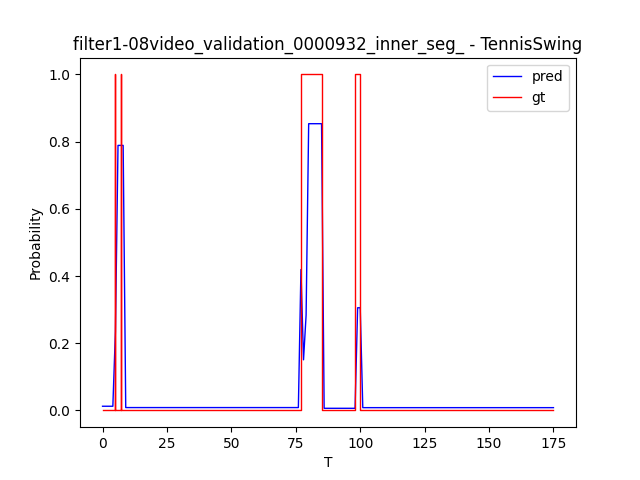 filter1-08video_validation_0000932_inner_seg_ - TennisSwing
pred
gt
Probability
1.0
0.8
0.6
0.4
0.2
0.0
0 25 50 75 100 125 150 175
T